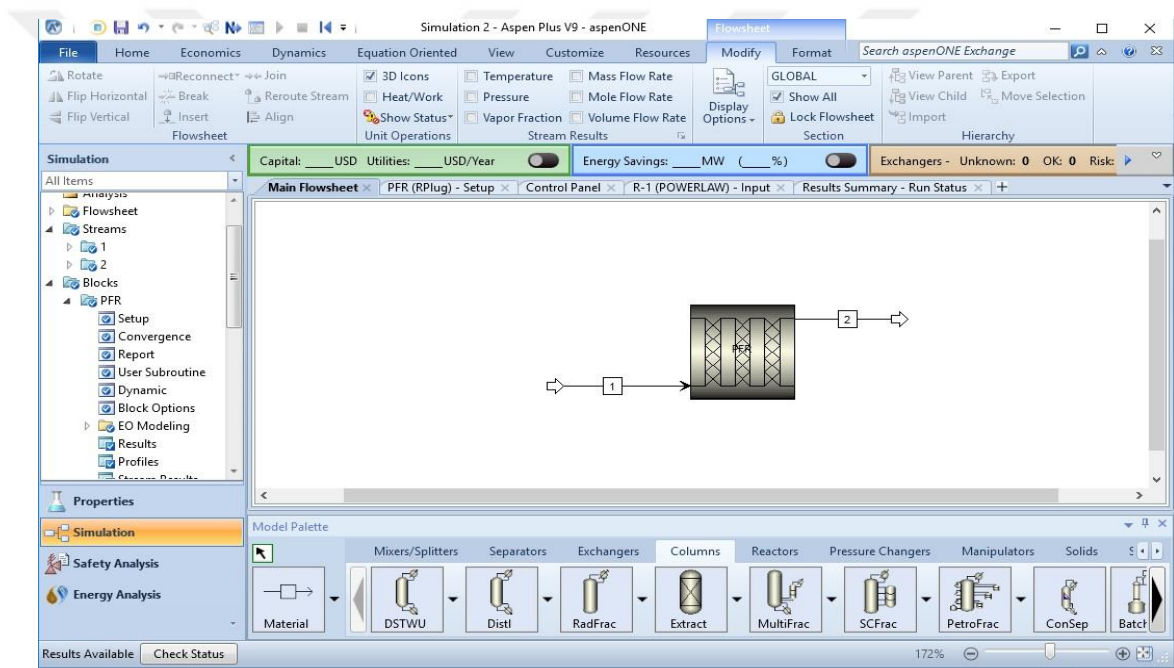 Simulation 2 - Aspen Plus V9 - aspenONE
Flowsheet
File Home Economics Dynamics Equation Oriented View Customize Resources Modify Format Search aspenONE Exchange
Rotate Reconnect Join 3D Icons Temperature Mass Flow Rate GLOBAL View Parent Export
Flip Horizontal Break Reroute Stream Heat/Work Pressure Mole Flow Rate Display Options Show All View Child Move Selection
Flip Vertical Insert Align Show Status Vapor Fraction Volume Flow Rate Lock Flowsheet Import
Flowsheet Unit Operations Stream Results Section Hierarchy
Simulation
Capital: ____USD Utilities: ____USD/Year Energy Savings: ____MW (____%) Exchangers - Unknown: 0 OK: 0 Risk:
All Items
Main Flowsheet PFR (RPlug) - Setup Control Panel R-1 (POWERLAW) - Input Results Summary - Run Status
Analysis
Flowsheet
Streams
1
2
Blocks
PFR
Setup
Convergence
Report
User Subroutine
Dynamic
Block Options
EO Modeling
Results
Profiles
Stream Results
PFR
1
2
Properties
Simulation
Safety Analysis
Energy Analysis
Model Palette
Mixers/Splitters Separators Exchangers Columns Reactors Pressure Changers Manipulators Solids S
Material DSTWU Distl RadFrac Extract MultiFrac SCFrac PetroFrac ConSep Batch
Results Available Check Status 172%